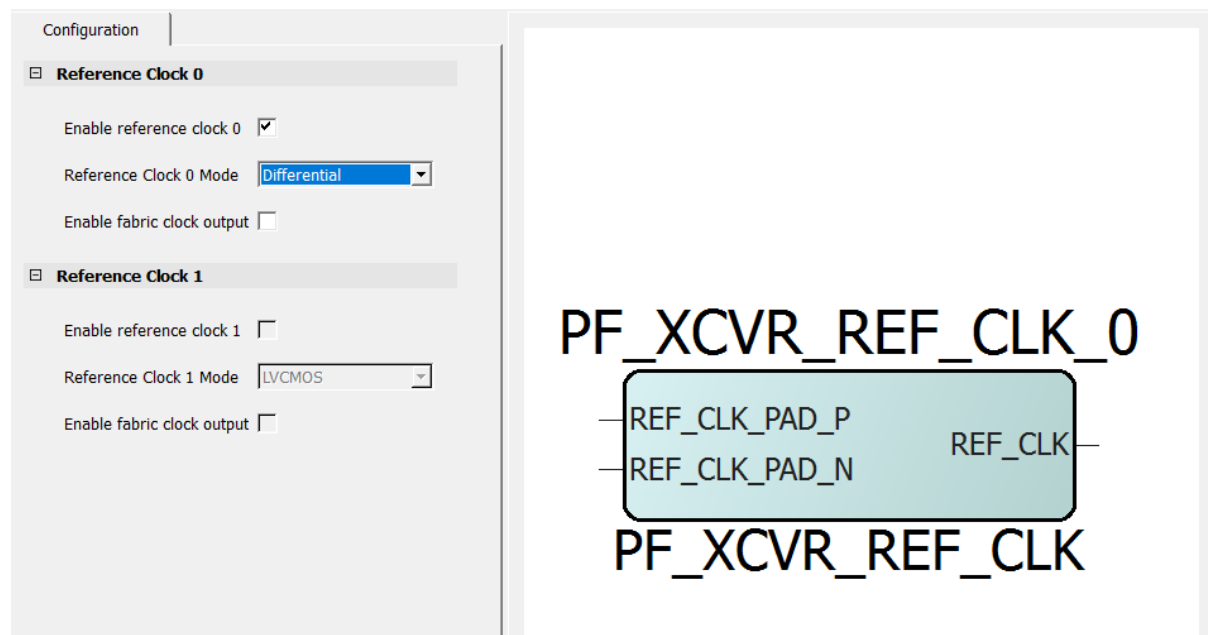 Configuration
Reference Clock 0
Enable reference clock 0
Reference Clock 0 Mode Differential
Enable fabric clock output
Reference Clock 1
Enable reference clock 1
Reference Clock 1 Mode LVCMOS
Enable fabric clock output
PF_XCVR_REF_CLK_0
REF_CLK_PAD_P
REF_CLK_PAD_N
REF_CLK
PF_XCVR_REF_CLK